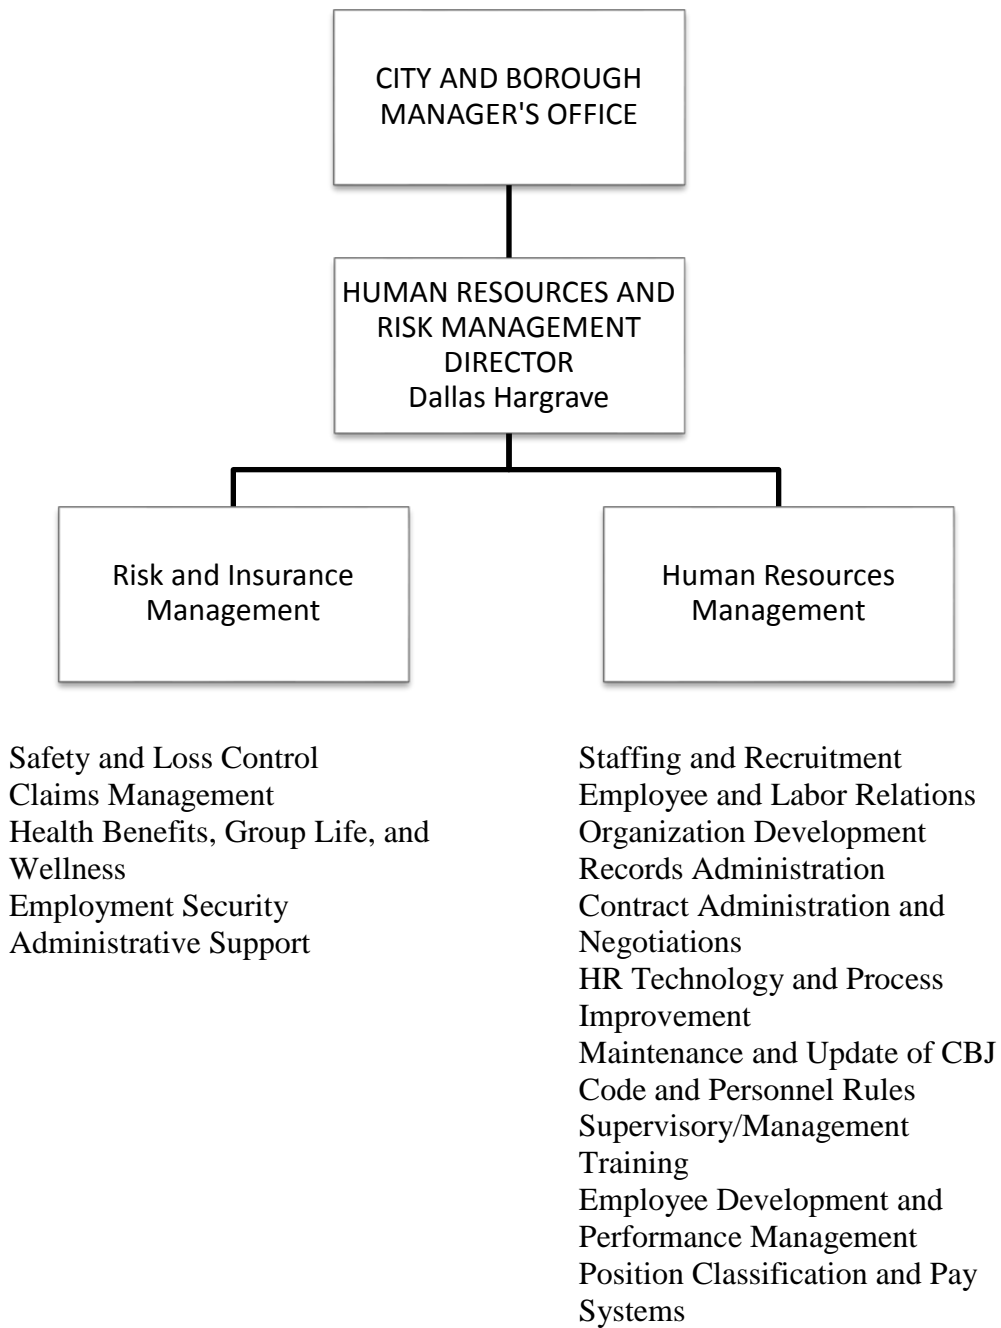 CITY AND BOROUGH
MANAGER'S OFFICE
HUMAN RESOURCES AND
RISK MANAGEMENT
DIRECTOR
Dallas Hargrave
Risk and Insurance
Management
Human Resources
Management
Safety and Loss Control
Claims Management
Health Benefits, Group Life, and
Wellness
Employment Security
Administrative Support
Staffing and Recruitment
Employee and Labor Relations
Organization Development
Records Administration
Contract Administration and
Negotiations
HR Technology and Process
Improvement
Maintenance and Update of CBJ
Code and Personnel Rules
Supervisory/Management
Training
Employee Development and
Performance Management
Position Classification and Pay
Systems